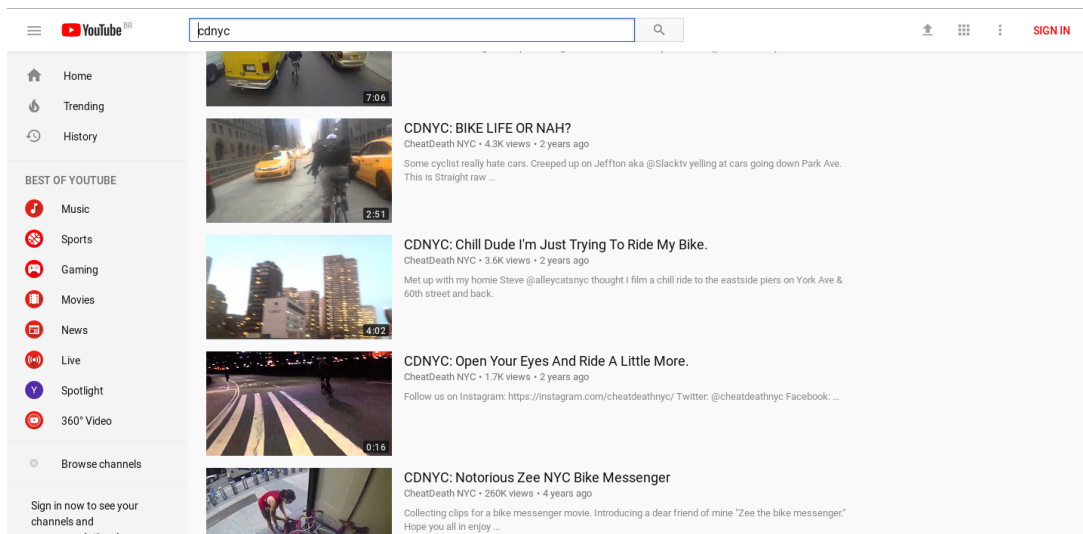 YouTube BR
cdnyc
SIGN IN
Home
Trending
History
BEST OF YOUTUBE
Music
Sports
Gaming
Movies
News
Live
Y Spotlight
360° Video
Browse channels
Sign in now to see your
channels and
7:06
2:51
CDNYC: BIKE LIFE OR NAH?
CheatDeath NYC • 4.3K views • 2 years ago
Some cyclist really hate cars. Creeped up on Jeffton aka @Slacktv yelling at cars going down Park Ave.
This is Straight raw ...
4:02
CDNYC: Chill Dude I'm Just Trying To Ride My Bike.
CheatDeath NYC • 3.6K views • 2 years ago
Met up with my homie Steve @alleycatsnyc thought I film a chill ride to the eastside piers on York Ave &
60th street and back.
0:16
CDNYC: Open Your Eyes And Ride A Little More.
CheatDeath NYC • 1.7K views • 2 years ago
Follow us on Instagram: https://instagram.com/cheatdeathnyc/ Twitter: @cheatdeathnyc Facebook: ...
CDNYC: Notorious Zee NYC Bike Messenger
CheatDeath NYC • 260K views • 4 years ago
Collecting clips for a bike messenger movie. Introducing a dear friend of mine "Zee the bike messenger."
Hope you all in enjoy ...